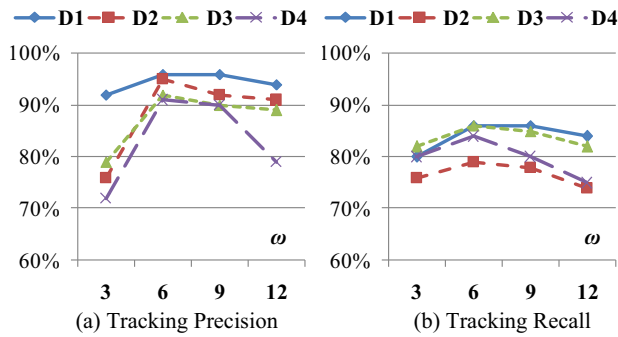 D1 D2 D3 D4 D1 D2 D3 D4
100% 100%
90% 90%
80% 80%
70% 70%
60% ω 60% ω
3 6 9 12 3 6 9 12
(a) Tracking Precision (b) Tracking Recall